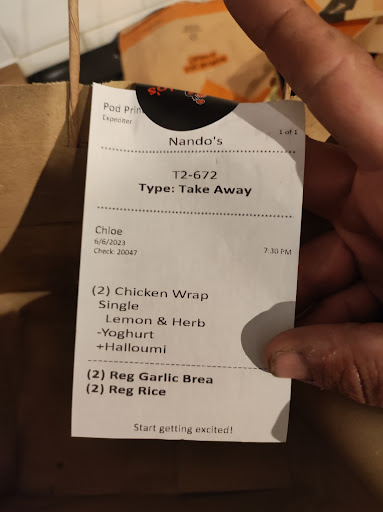 Pod Prin
Expediter
1 of 1
Nando's
T2-672
Type: Take Away
Chloe
6/6/2023
7:30 PM
Check: 20047
(2) Chicken Wrap
Single
Lemon & Herb
-Yoghurt
+Halloumi
(2) Reg Garlic Brea
(2) Reg Rice
Start getting excited!